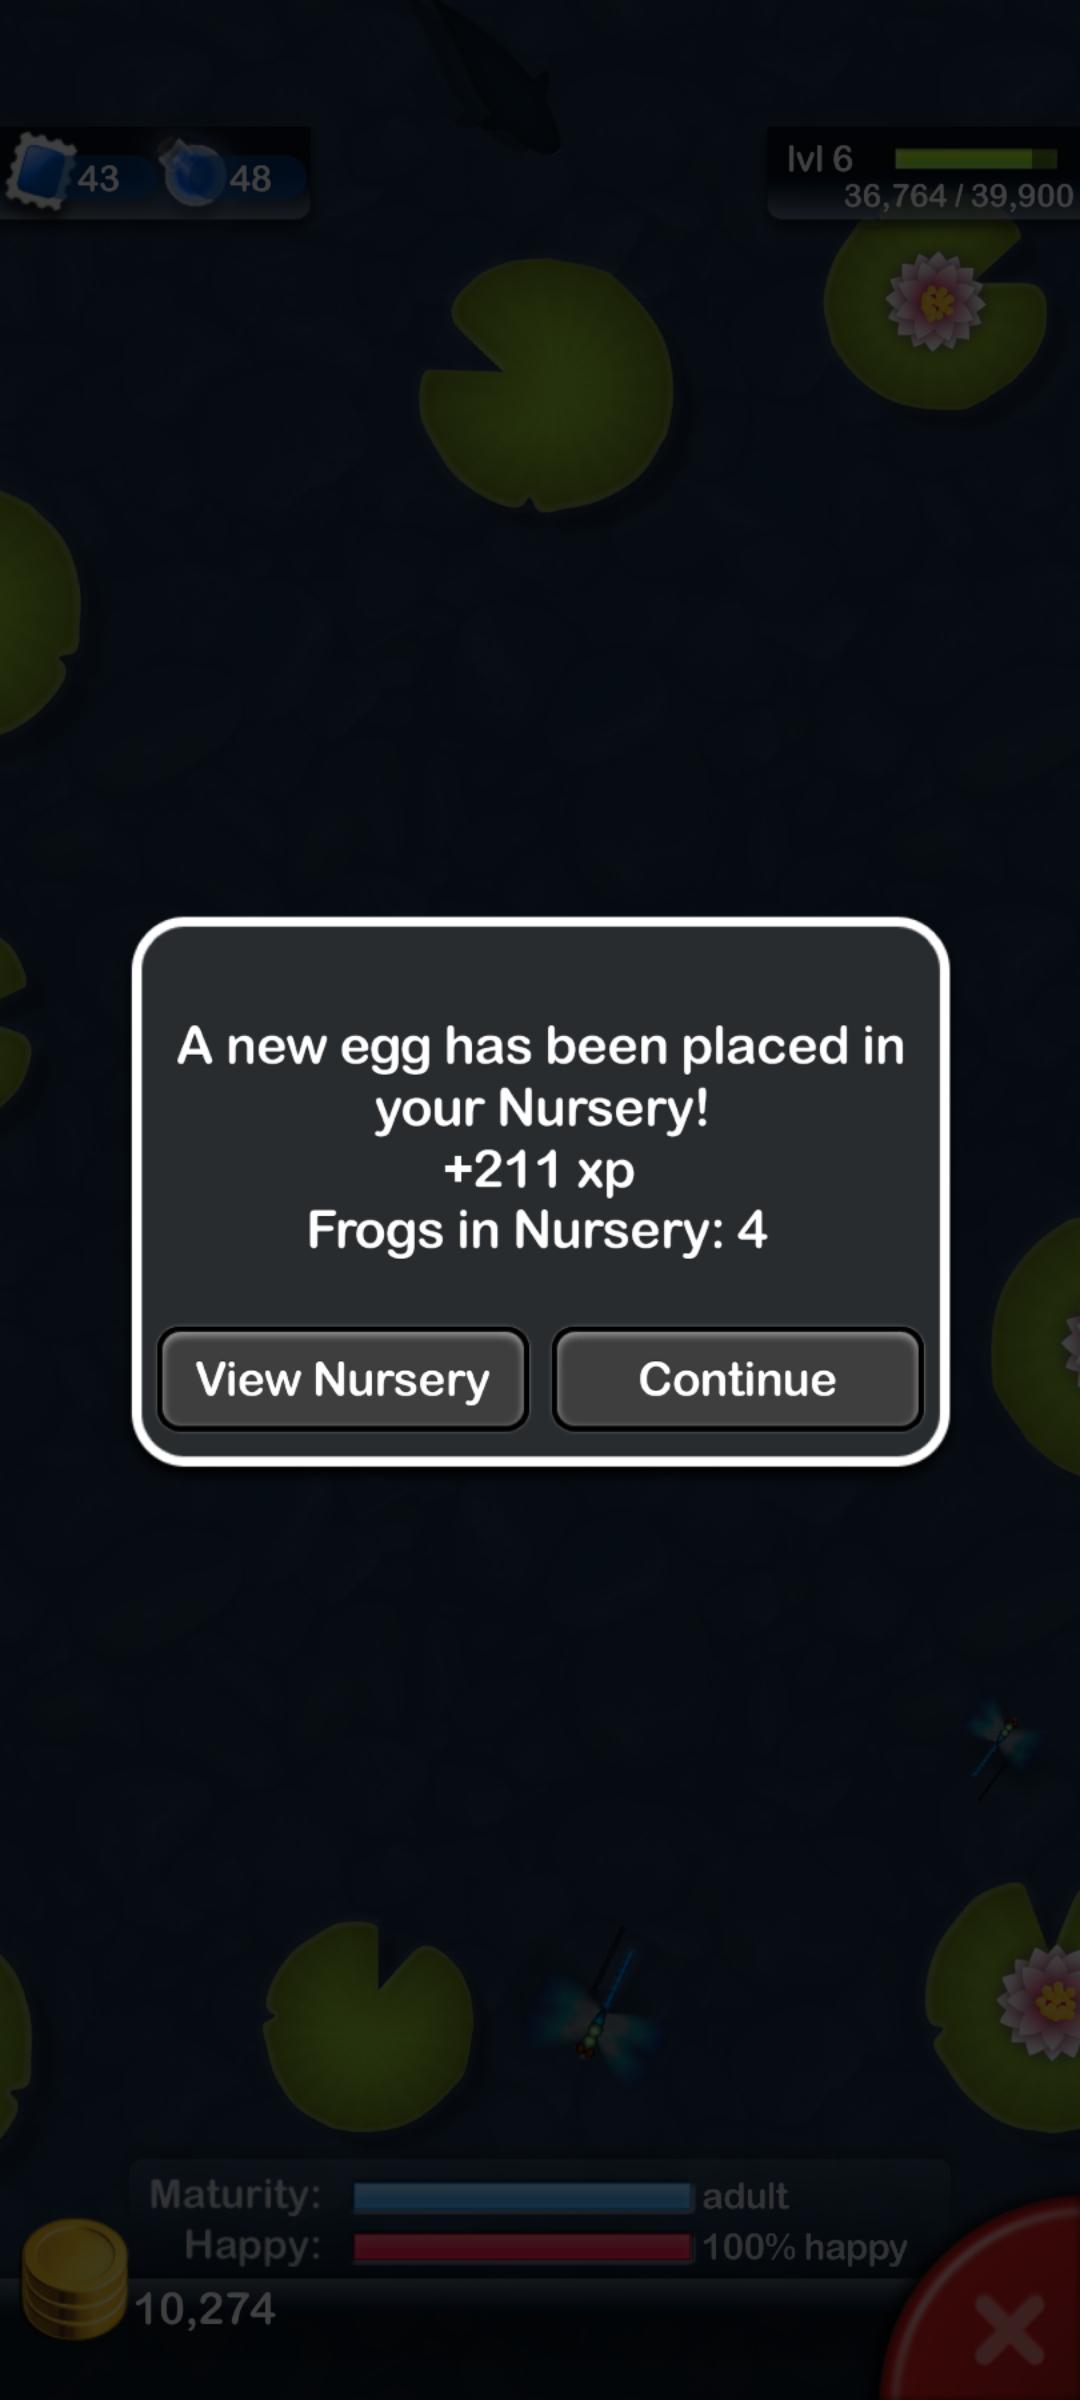 43
48
lvl 6
36,764 / 39,900
A new egg has been placed in
your Nursery!
+211 xp
Frogs in Nursery: 4
View Nursery
Continue
Maturity:
adult
Happy:
100% happy
10,274